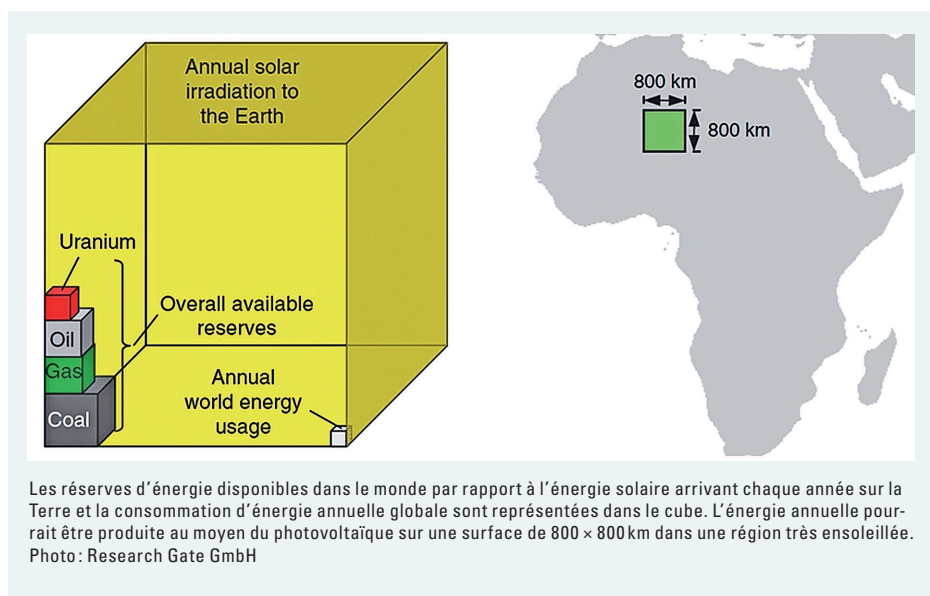 Annual solar
irradiation to
the Earth
Uranium
Oil
Gas
Coal
Overall available
reserves
Annual
world energy
usage
800 km
800 km
Les réserves d’énergie disponibles dans le monde par rapport à l’énergie solaire arrivant chaque année sur la
Terre et la consommation d’énergie annuelle globale sont représentées dans le cube. L’énergie annuelle pour-
rait être produite au moyen du photovoltaïque sur une surface de 800 × 800 km dans une région très ensoleillée.
Photo : Research Gate GmbH